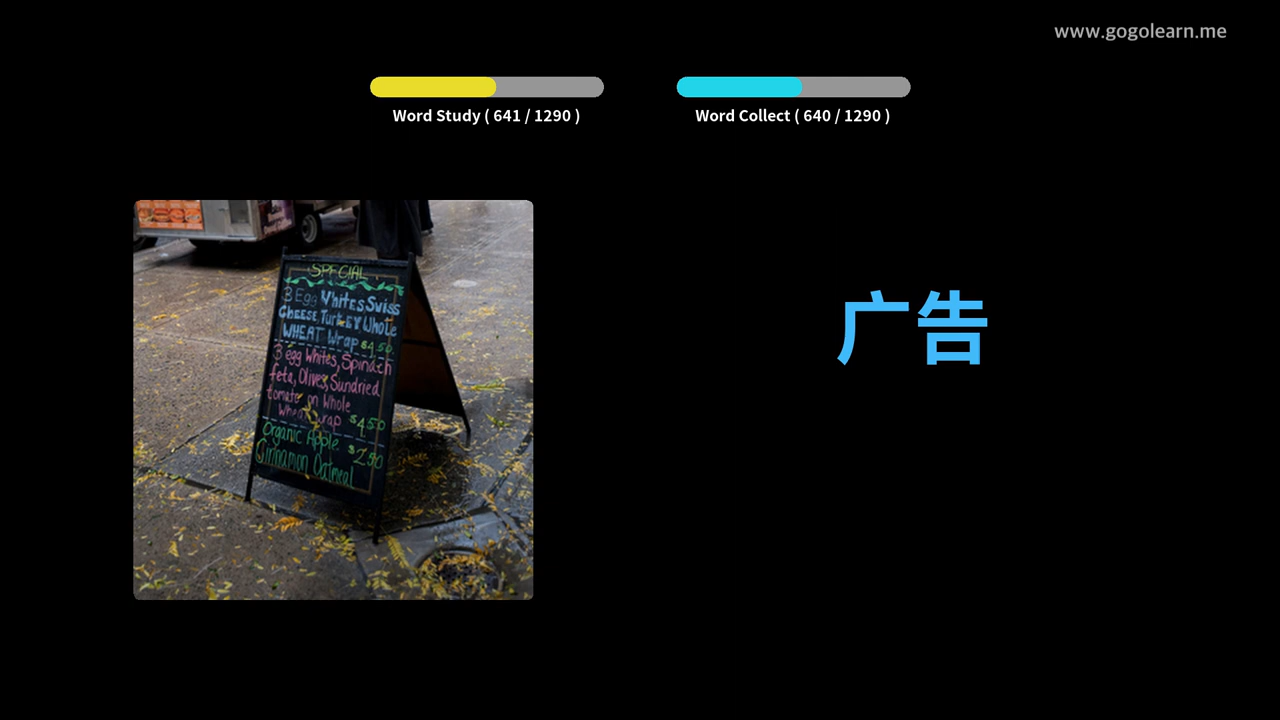 www.gogolearn.me
Word Study ( 641 / 1290 )
Word Collect ( 640 / 1290 )
SPECIAL
3 Egg Whites, Swiss
Cheese, Turkey Whole
WHEAT Wrap $4.50
3 egg Whites, Spinach
feta, Olives, Sundried
tomato on Whole
Wheat Wrap $4.50
Organic Apple
Cinnamon Oatmeal $2.50
广告